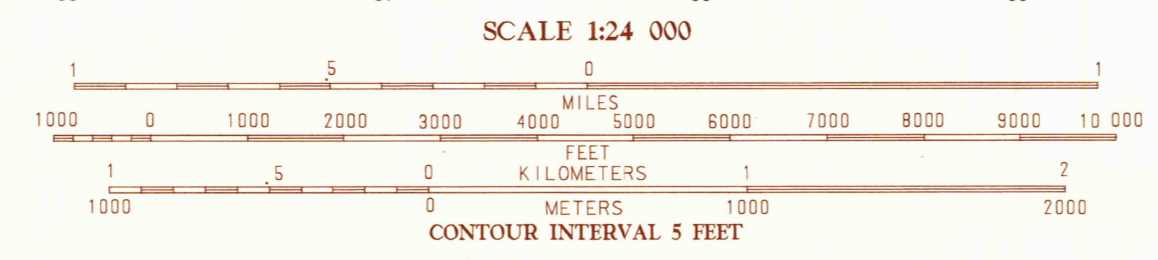 SCALE 1:24 000
1 .5 0 1
MILES
1000 0 1000 2000 3000 4000 5000 6000 7000 8000 9000 10 000
FEET
KILOMETERS
1 .5 0 1 2
1000 0 METERS 1000 2000
CONTOUR INTERVAL 5 FEET